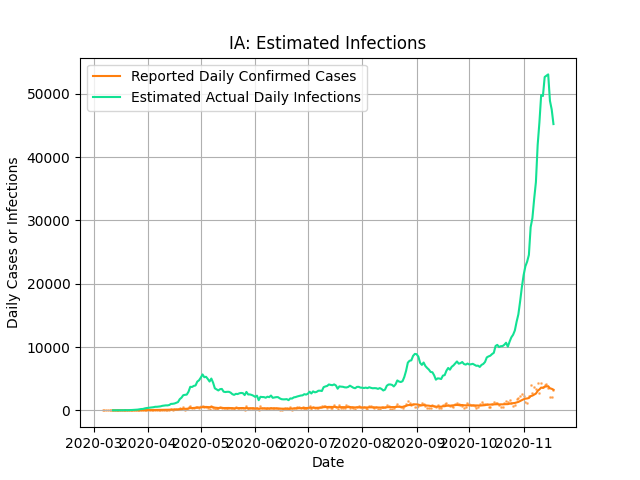 IA: Estimated Infections
Reported Daily Confirmed Cases
Estimated Actual Daily Infections
Daily Cases or Infections
50000
40000
30000
20000
10000
0
2020-03 2020-04 2020-05 2020-06 2020-07 2020-08 2020-09 2020-10 2020-11
Date